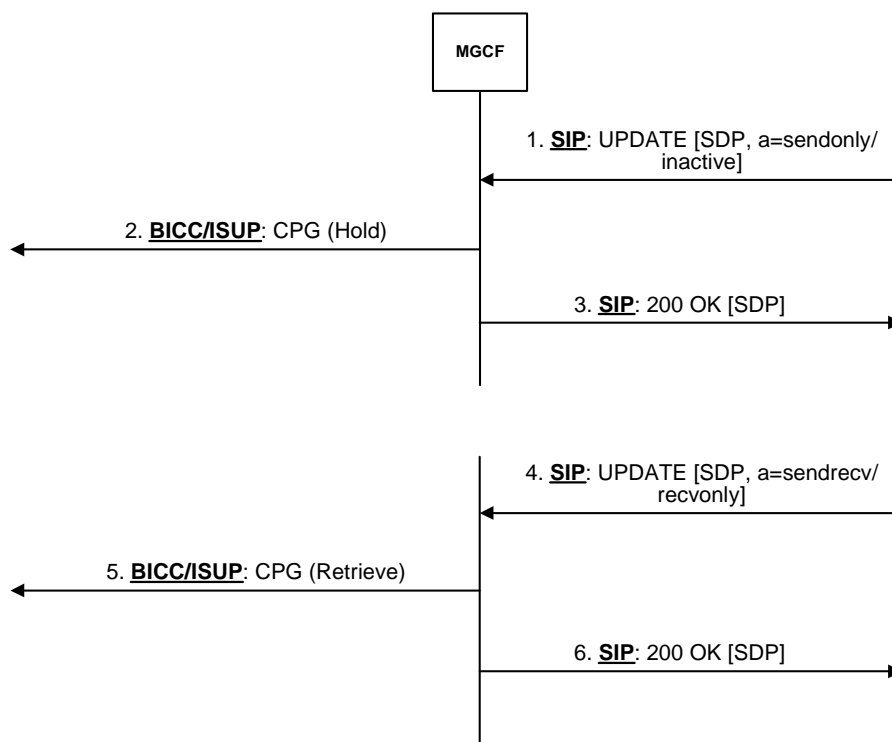 MGCF
1. SIP: UPDATE [SDP, a=sendonly/
inactive]
2. BICC/ISUP: CPG (Hold)
3. SIP: 200 OK [SDP]
4. SIP: UPDATE [SDP, a=sendrecv/
recvonly]
5. BICC/ISUP: CPG (Retrieve)
6. SIP: 200 OK [SDP]